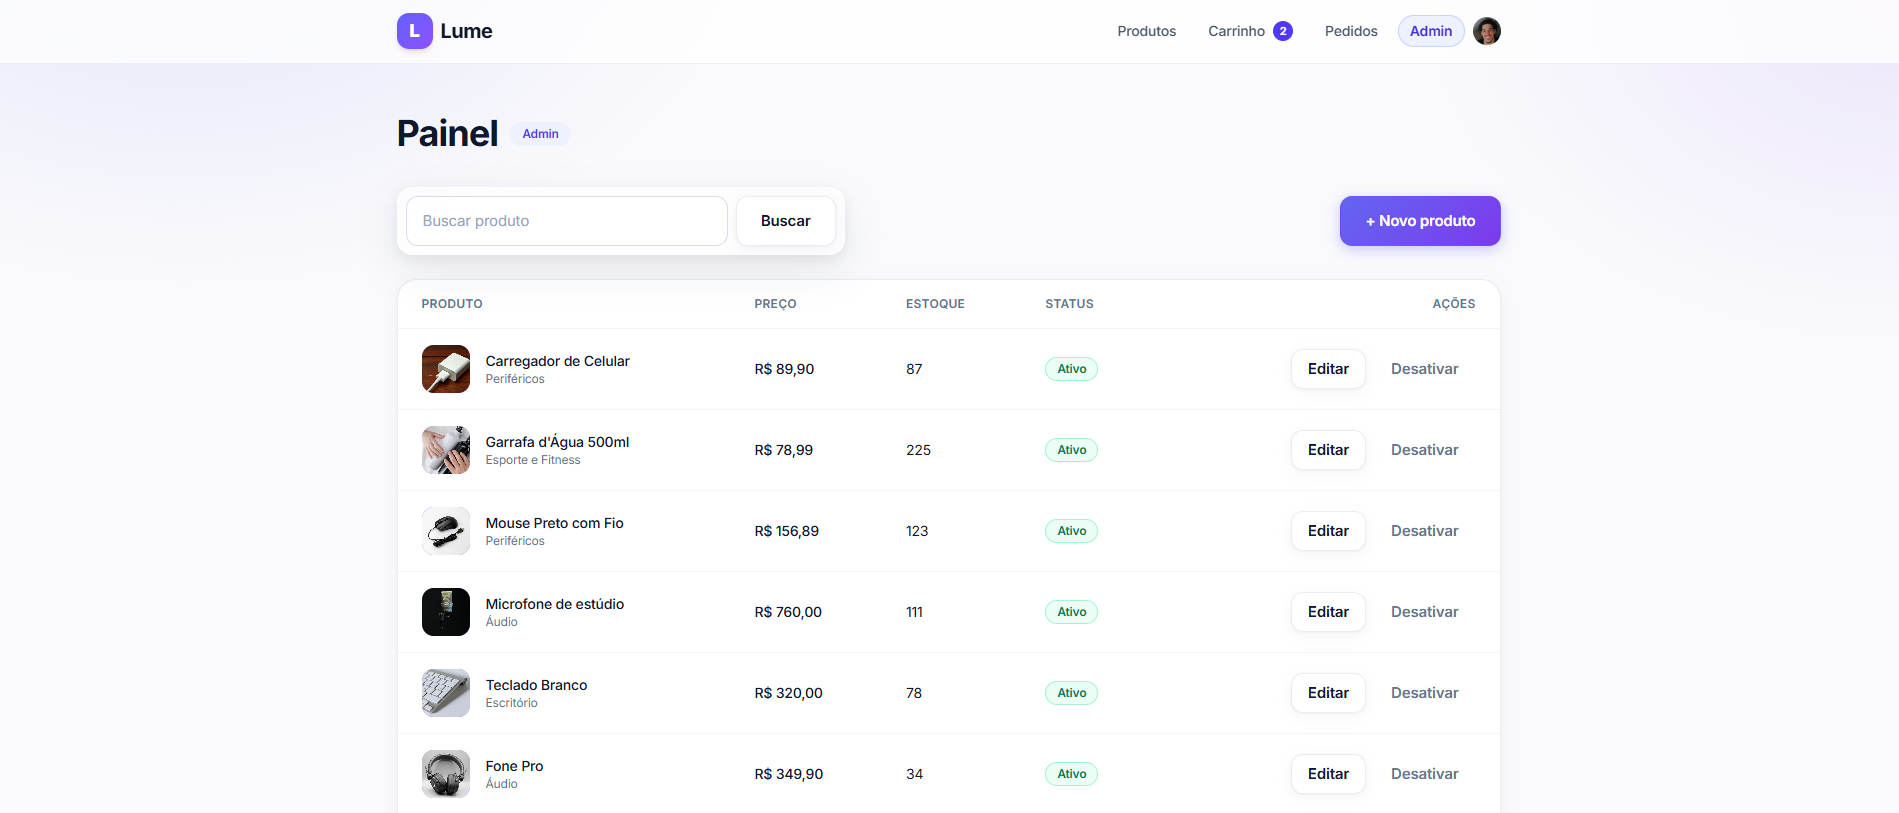 L Lume
Produtos Carrinho 2 Pedidos Admin
Painel Admin
Buscar produto Buscar + Novo produto
PRODUTO PREÇO ESTOQUE STATUS AÇÕES
Carregador de Celular
Periféricos
R$ 89,90 87 Ativo Editar Desativar
Garrafa d'Água 500ml
Esporte e Fitness
R$ 78,99 225 Ativo Editar Desativar
Mouse Preto com Fio
Periféricos
R$ 156,89 123 Ativo Editar Desativar
Microfone de estúdio
Áudio
R$ 760,00 111 Ativo Editar Desativar
Teclado Branco
Escritório
R$ 320,00 78 Ativo Editar Desativar
Fone Pro
Áudio
R$ 349,90 34 Ativo Editar Desativar